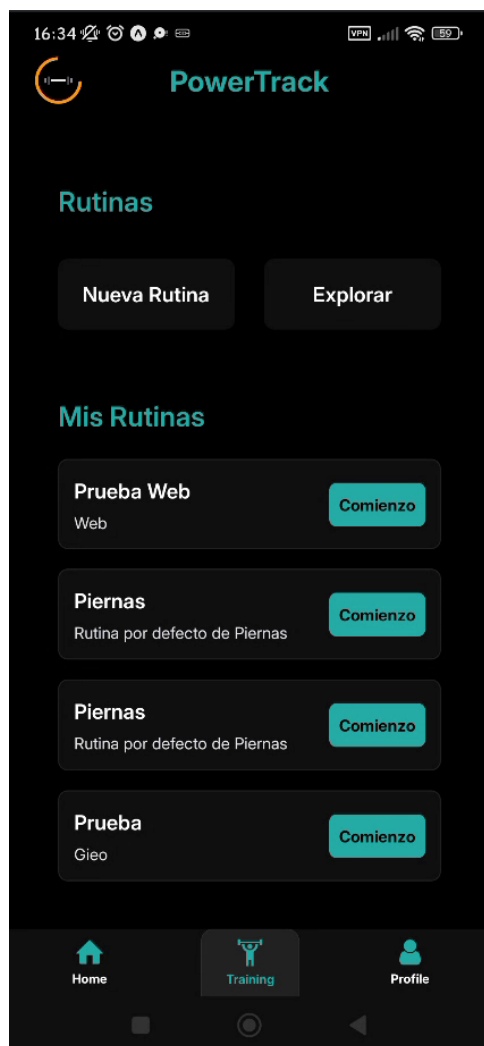 16:34 VPN 59
PowerTrack
Rutinas
Nueva Rutina Explorar
Mis Rutinas
Prueba Web
Web
Comienzo
Piernas
Rutina por defecto de Piernas
Comienzo
Piernas
Rutina por defecto de Piernas
Comienzo
Prueba
Gieo
Comienzo
Home Training Profile